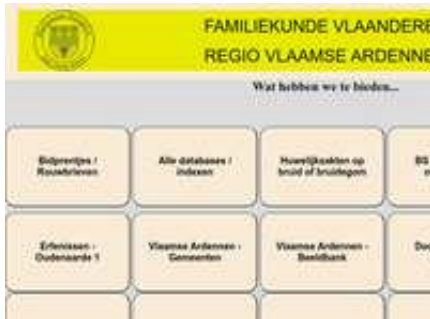 FAMILIEKUNDE VLAANDERE
REGIO VLAAMSE ARDENNE
Wat hebben we te bieden...
Bidprentjes /
Rouwbrieven
Alle databases /
indexen
Huwelijksakten op
bruid of bruidegom
BS
Erfenissen -
Oudenaarde 1
Vlaamse Ardennen -
Gemeenten
Vlaamse Ardennen -
Beeldbank